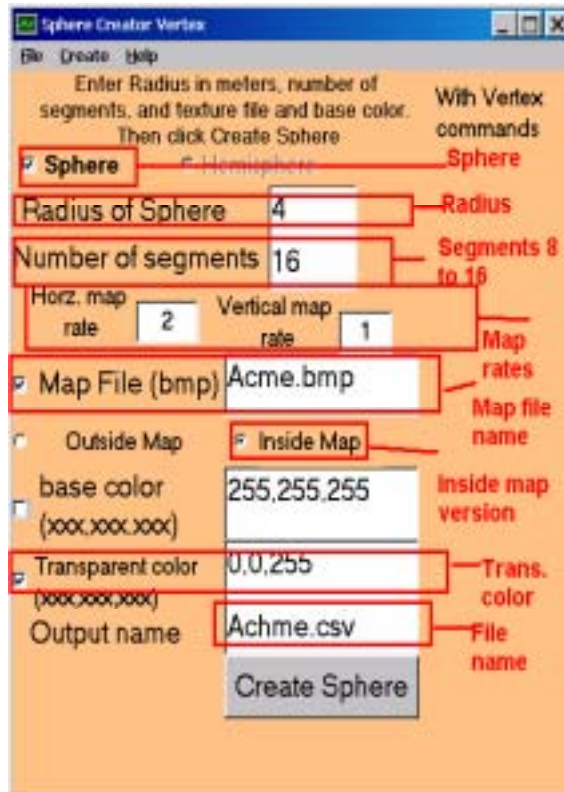 Sphere Creator Vertex
File Create Help
Enter Radius in meters, number of
segments, and texture file and base color.
Then click Create Sphere
With Vertex
commands
Sphere
Hemisphere
Sphere
Radius of Sphere 4
Radius
Number of segments 16
Segments 8
to 16
Horz. map
rate
2
Vertical map
rate
1
Map
rates
Map File (bmp) Acme.bmp
Map file
name
Outside Map
Inside Map
Inside map
version
base color
(xxx,xxx,xxx)
255,255,255
Transparent color
(xxx,xxx,xxx)
0,0,255
Trans.
color
Output name Achme.csv
File
name
Create Sphere